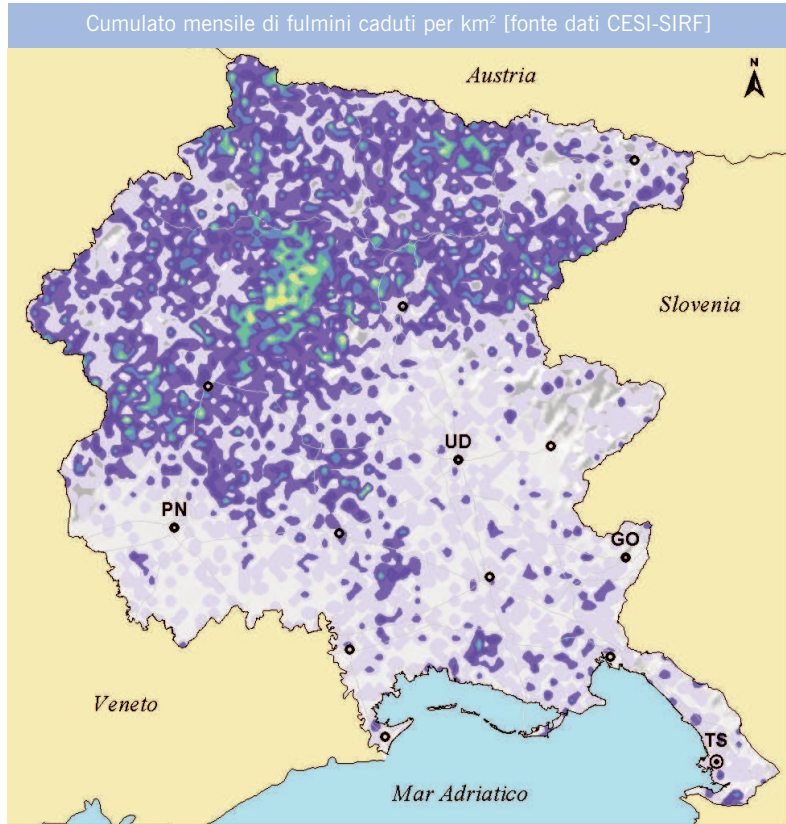 Cumulato mensile di fulmini caduti per km² [fonte dati CESI-SIRF]
Austria
N
Slovenia
UD
PN
GO
Veneto
TS
Mar Adriatico